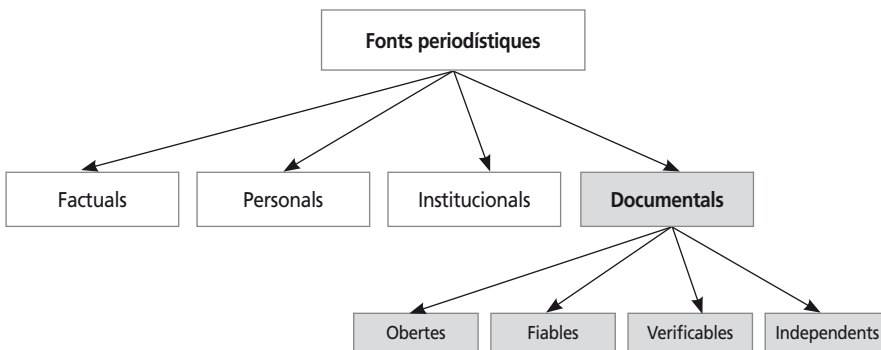 Fonts periodístiques
Factuals
Personals
Institucionals
Documentals
Obertes
Fiables
Verificables
Independents